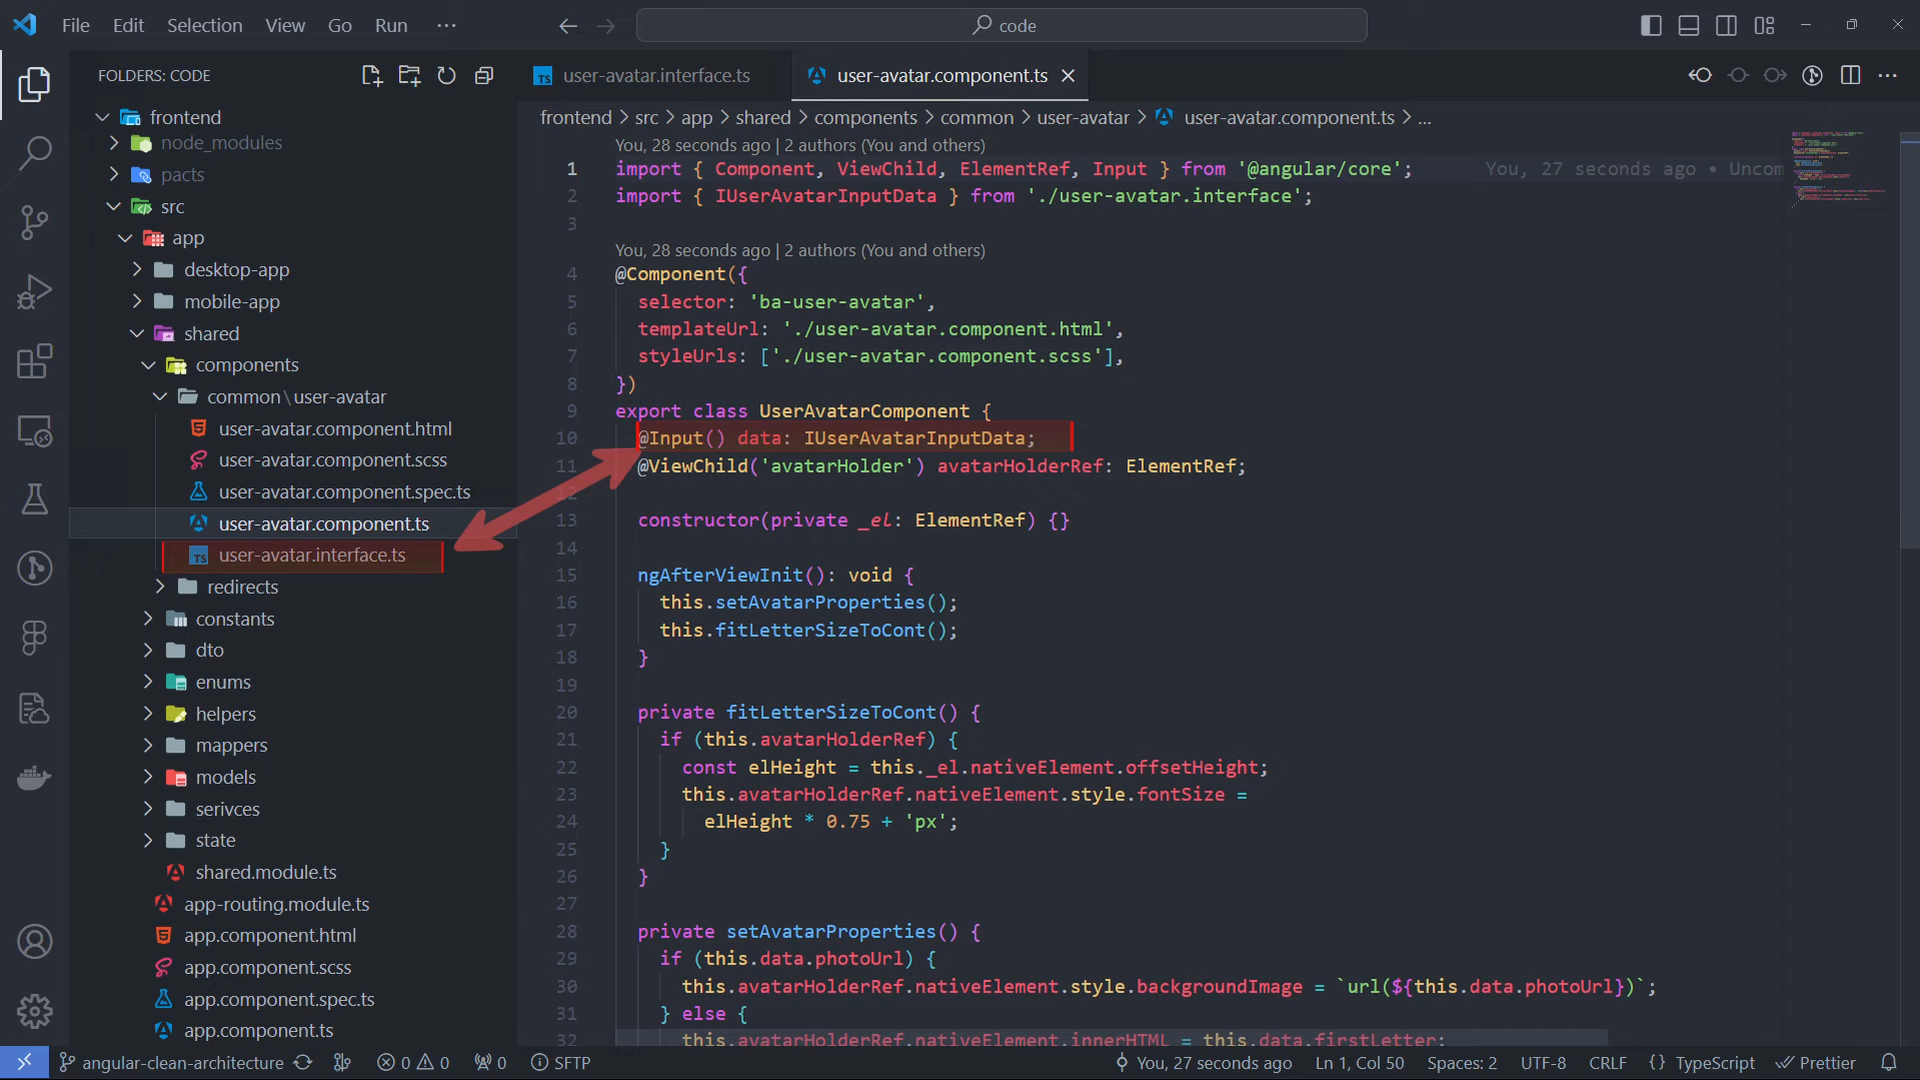 File Edit Selection View Go Run ···
code
FOLDERS: CODE
frontend
node_modules
pacts
src
app
desktop-app
mobile-app
shared
components
common\user-avatar
user-avatar.component.html
user-avatar.component.scss
user-avatar.component.spec.ts
user-avatar.component.ts
TS user-avatar.interface.ts
redirects
constants
dto
enums
helpers
mappers
models
serivces
state
shared.module.ts
app-routing.module.ts
app.component.html
app.component.scss
app.component.spec.ts
app.component.ts
TS user-avatar.interface.ts
user-avatar.component.ts
frontend > src > app > shared > components > common > user-avatar > user-avatar.component.ts > ...
You, 28 seconds ago | 2 authors (You and others)
1 import { Component, ViewChild, ElementRef, Input } from '@angular/core'; You, 27 seconds ago • Uncom
2 import { IUserAvatarInputData } from './user-avatar.interface';
3
You, 28 seconds ago | 2 authors (You and others)
4 @Component({
5 selector: 'ba-user-avatar',
6 templateUrl: './user-avatar.component.html',
7 styleUrls: ['./user-avatar.component.scss'],
8 })
9 export class UserAvatarComponent {
10 @Input() data: IUserAvatarInputData;
11 @ViewChild('avatarHolder') avatarHolderRef: ElementRef;
12
13 constructor(private _el: ElementRef) {}
14
15 ngAfterViewInit(): void {
16 this.setAvatarProperties();
17 this.fitLetterSizeToCont();
18 }
19
20 private fitLetterSizeToCont() {
21 if (this.avatarHolderRef) {
22 const elHeight = this._el.nativeElement.offsetHeight;
23 this.avatarHolderRef.nativeElement.style.fontSize =
24 elHeight * 0.75 + 'px';
25 }
26 }
27
28 private setAvatarProperties() {
29 if (this.data.photoUrl) {
30 this.avatarHolderRef.nativeElement.style.backgroundImage = `url(${this.data.photoUrl})`;
31 } else {
32 this.avatarHolderRef.nativeElement.innerHTML = this.data.firstLetter;
angular-clean-architecture 0 0 0 SFTP You, 27 seconds ago Ln 1, Col 50 Spaces: 2 UTF-8 CRLF {} TypeScript Prettier